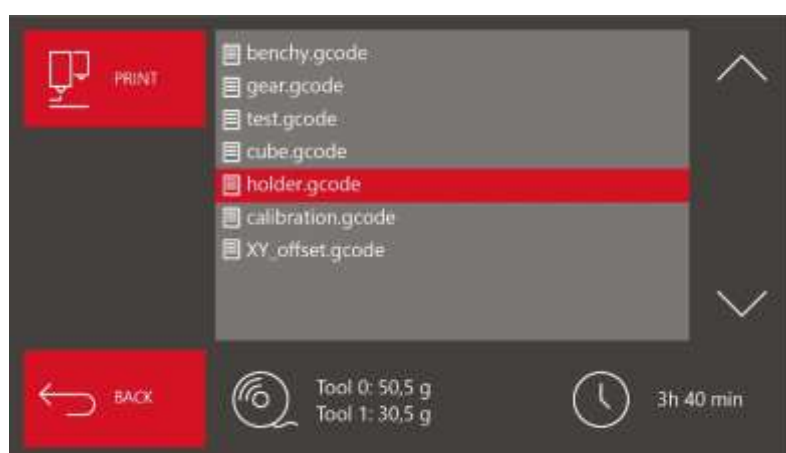 PRINT
benchy.gcode
gear.gcode
test.gcode
cube.gcode
holder.gcode
calibration.gcode
XY_offset.gcode
BACK
Tool 0: 50,5 g
Tool 1: 30,5 g
3h 40 min